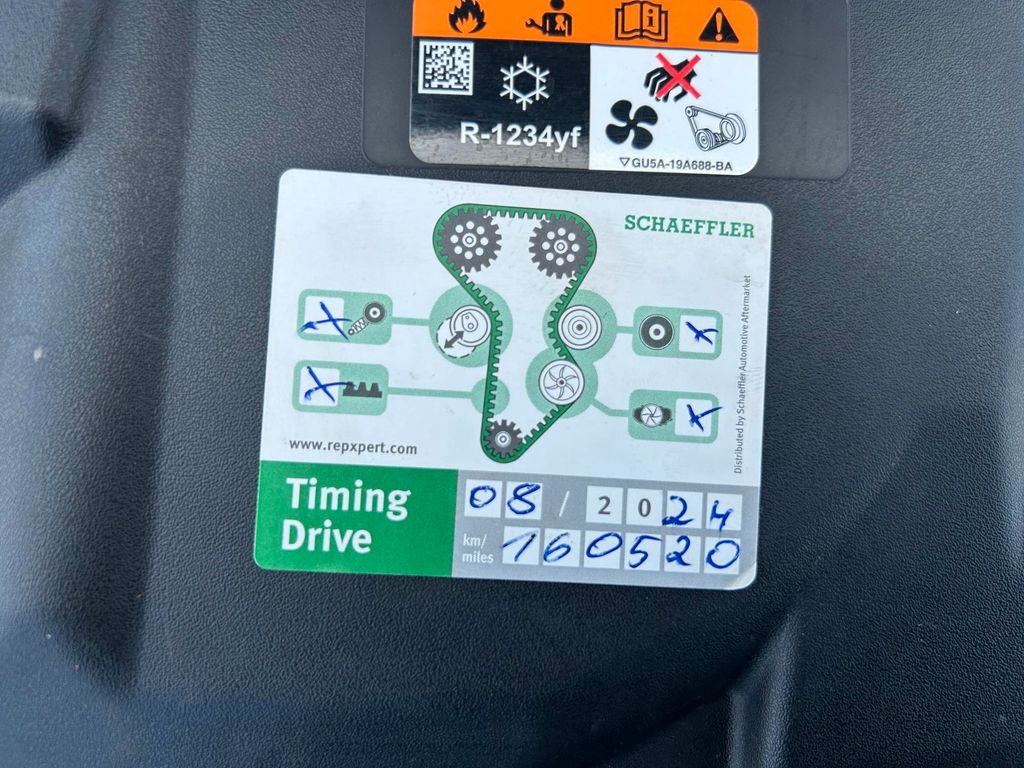 R-1234yf
▽GU5A-19A688-BA
SCHAEFFLER
Distributed by Schaeffler Automotive Aftermarket
X
X
X
X
www.repxpert.com
Timing
Drive
08 / 2024
km/
miles
160520